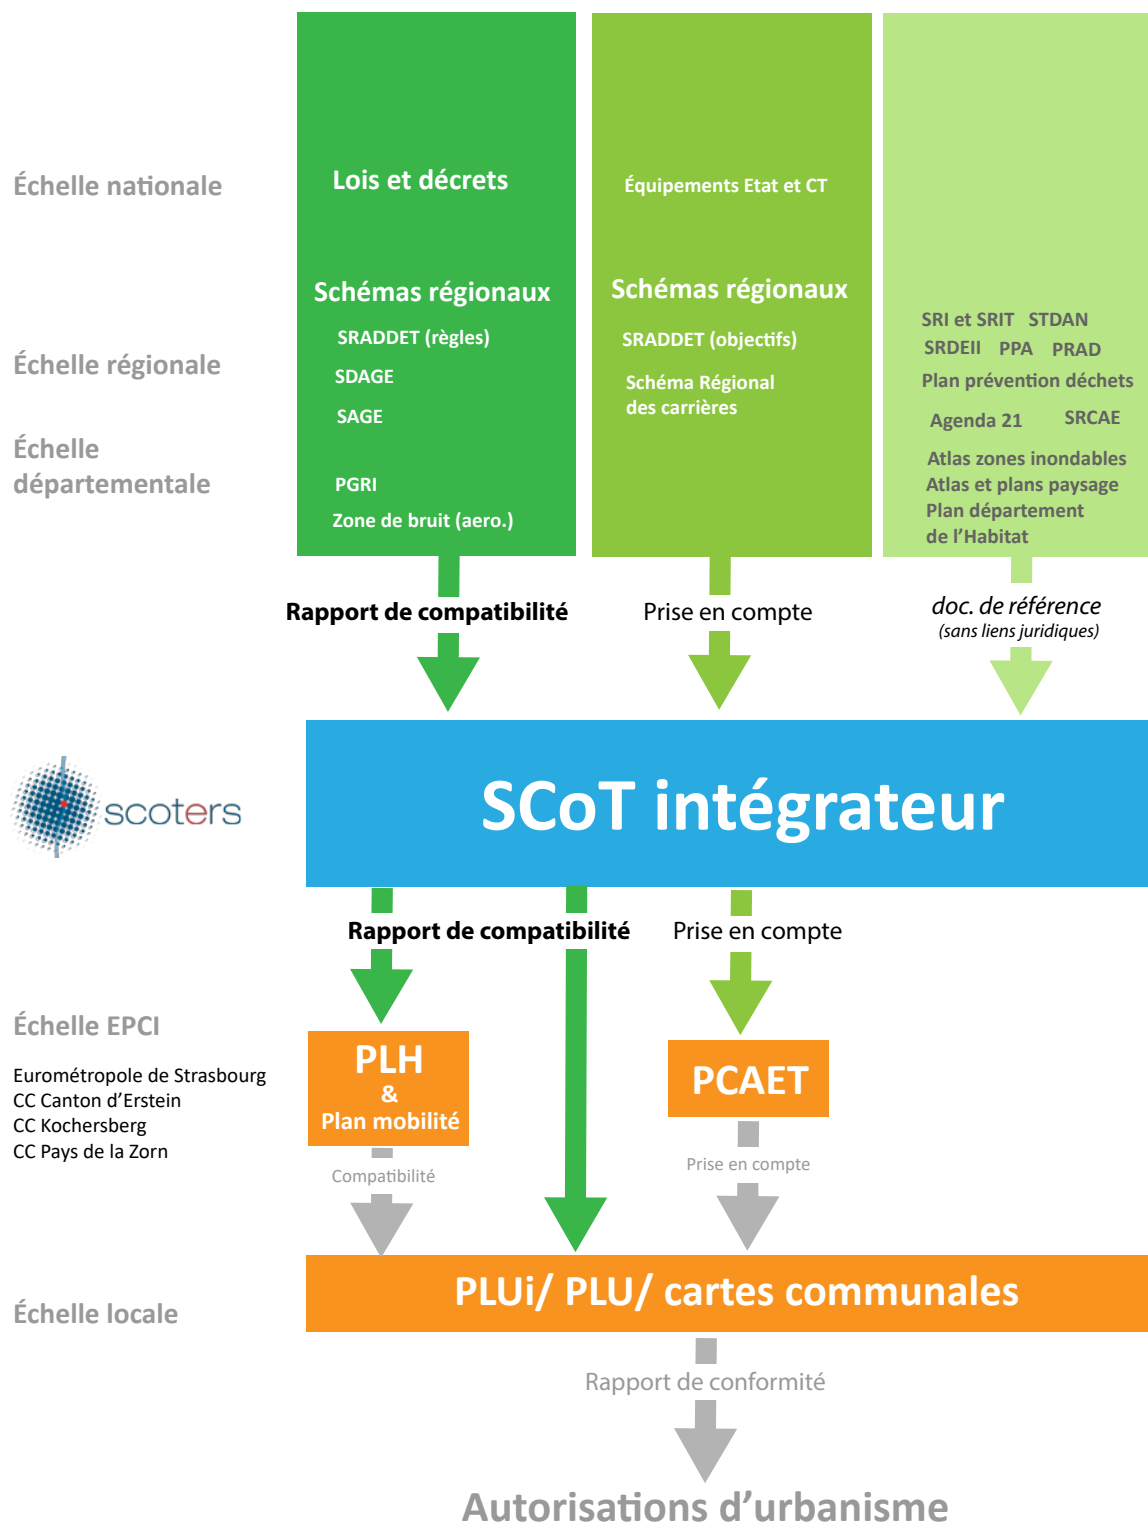 Échelle nationale
Lois et décrets
Équipements Etat et CT
Schémas régionaux
SRADDET (règles)
SDAGE
SAGE
PGRI
Zone de bruit (aero.)
Schémas régionaux
SRADDET (objectifs)
Schéma Régional
des carrières
SRI et SRIT STDAN
SRDEII PPA PRAD
Plan prévention déchets
Agenda 21 SRCAE
Atlas zones inondables
Atlas et plans paysage
Plan département
de l'Habitat
Échelle régionale
Échelle
départementale
Rapport de compatibilité
Prise en compte
doc. de référence
(sans liens juridiques)
scoters
SCoT intégrateur
Rapport de compatibilité
Prise en compte
Échelle EPCI
Eurométropole de Strasbourg
CC Canton d'Erstein
CC Kochersberg
CC Pays de la Zorn
PLH
&
Plan mobilité
PCAET
Compatibilité
Prise en compte
Échelle locale
PLUi/ PLU/ cartes communales
Rapport de conformité
Autorisations d'urbanisme